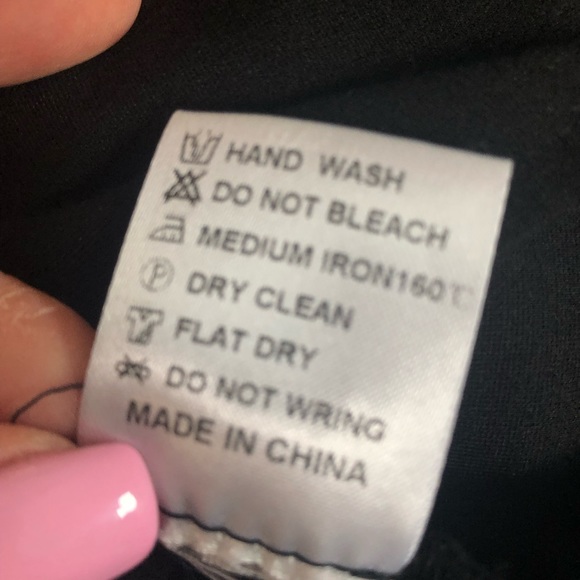 HAND WASH
DO NOT BLEACH
MEDIUM IRON160℃
DRY CLEAN
FLAT DRY
DO NOT WRING
MADE IN CHINA